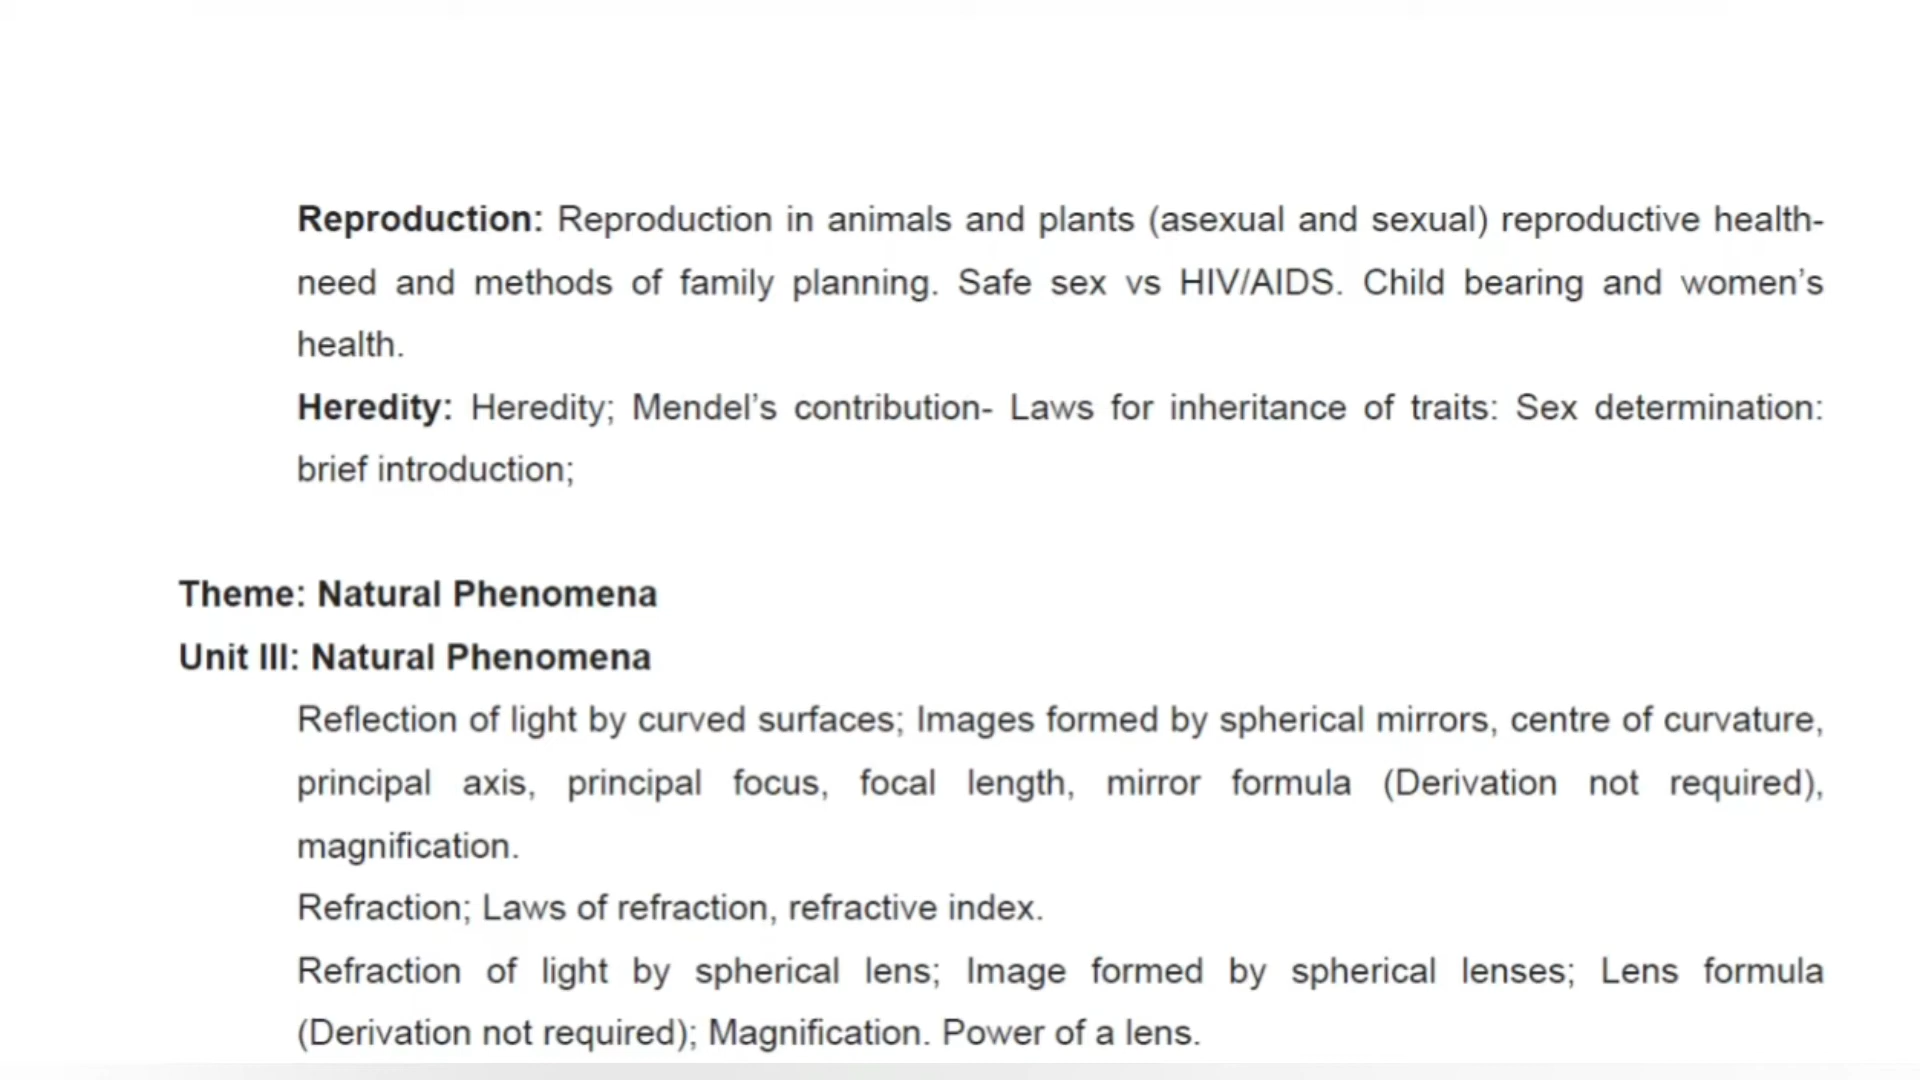 Reproduction: Reproduction in animals and plants (asexual and sexual) reproductive health-
need and methods of family planning. Safe sex vs HIV/AIDS. Child bearing and women’s
health.
Heredity: Heredity; Mendel’s contribution- Laws for inheritance of traits: Sex determination:
brief introduction;
Theme: Natural Phenomena
Unit III: Natural Phenomena
Reflection of light by curved surfaces; Images formed by spherical mirrors, centre of curvature,
principal axis, principal focus, focal length, mirror formula (Derivation not required),
magnification.
Refraction; Laws of refraction, refractive index.
Refraction of light by spherical lens; Image formed by spherical lenses; Lens formula
(Derivation not required); Magnification. Power of a lens.